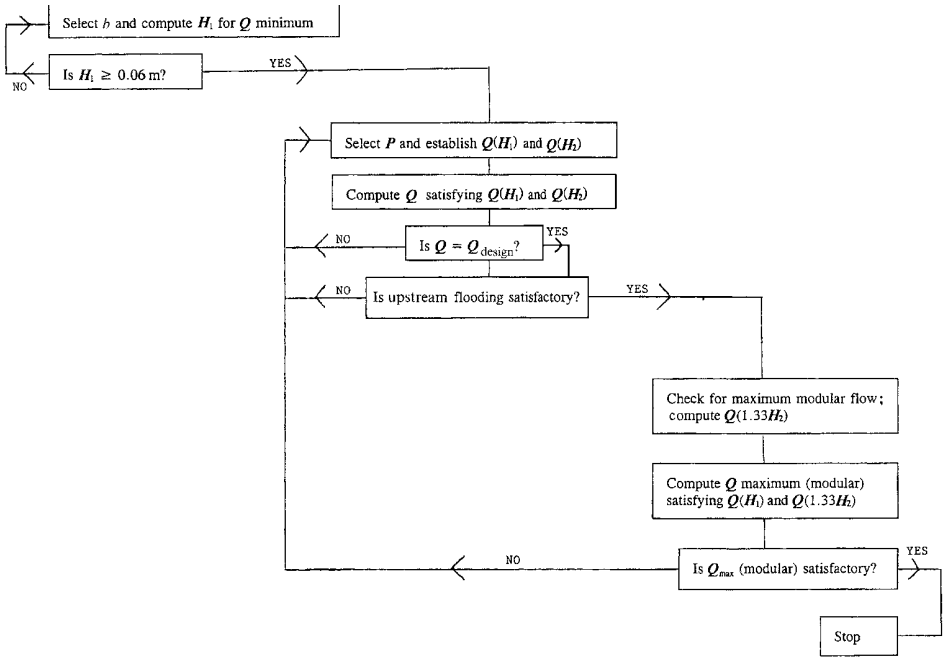 Select b and compute H₁ for Q minimum
Is H₁ ≥ 0.06 m?
YES
NO
Select P and establish Q(H₁) and Q(H₂)
Compute Q satisfying Q(H₁) and Q(H₂)
Is Q = Q design?
YES
NO
Is upstream flooding satisfactory?
NO
YES
Check for maximum modular flow;
compute Q(1.33H₂)
Compute Q maximum (modular)
satisfying Q(H₁) and Q(1.33H₂)
Is Qmax (modular) satisfactory?
YES
NO
Stop